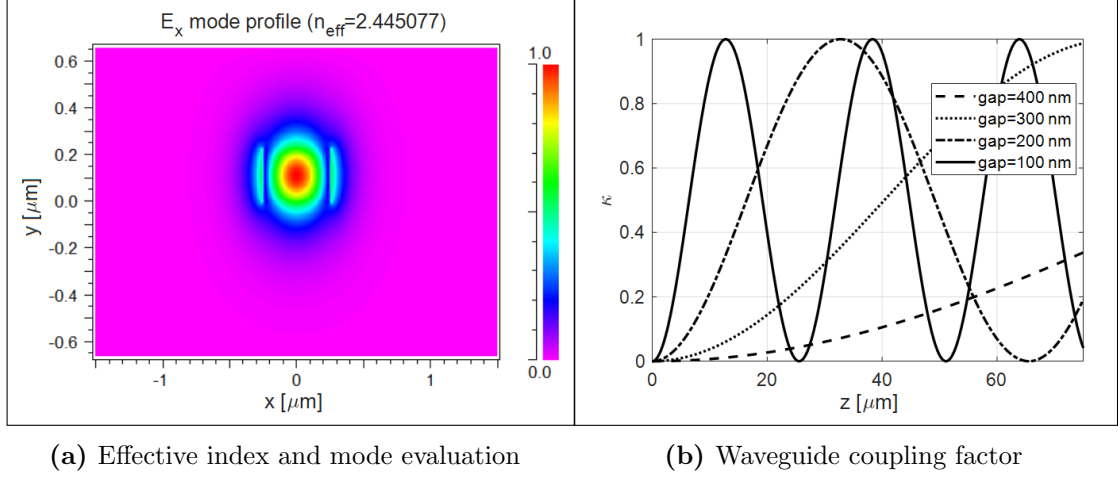 E_x mode profile (n_eff=2.445077)
1.0
0.6
0.4
0.2
0.0
-0.2
-0.4
-0.6
y [μm]
-1
0
1
x [μm]
0.0
1
0.8
0.6
0.4
0.2
0
κ
gap=400 nm
gap=300 nm
gap=200 nm
gap=100 nm
0
20
40
60
z [μm]
(a) Effective index and mode evaluation
(b) Waveguide coupling factor